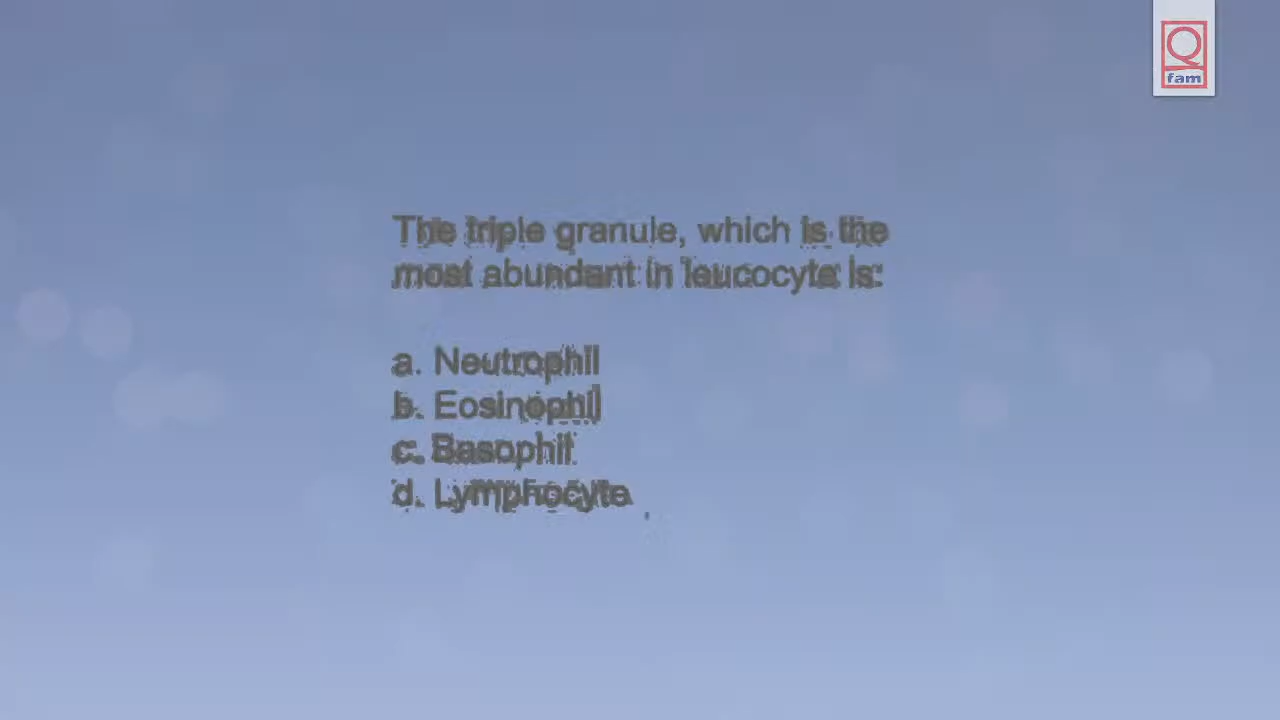 Q
fam
The triple granule, which is the
most abundant in leucocyte is:
a. Neutrophil
b. Eosinophil
c. Basophil
d. Lymphocyte